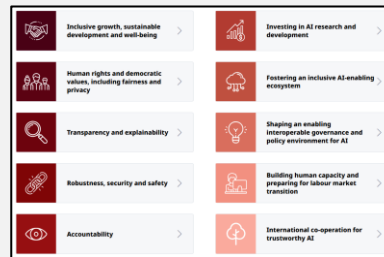 Inclusive growth, sustainable
development and well-being
Human rights and democratic
values, including fairness and
privacy
Transparency and explainability
Robustness, security and safety
Accountability
Investing in AI research and
development
Fostering an inclusive AI-enabling
ecosystem
Shaping an enabling
interoperable governance and
policy environment for AI
Building human capacity and
preparing for labour market
transition
International co-operation for
trustworthy AI